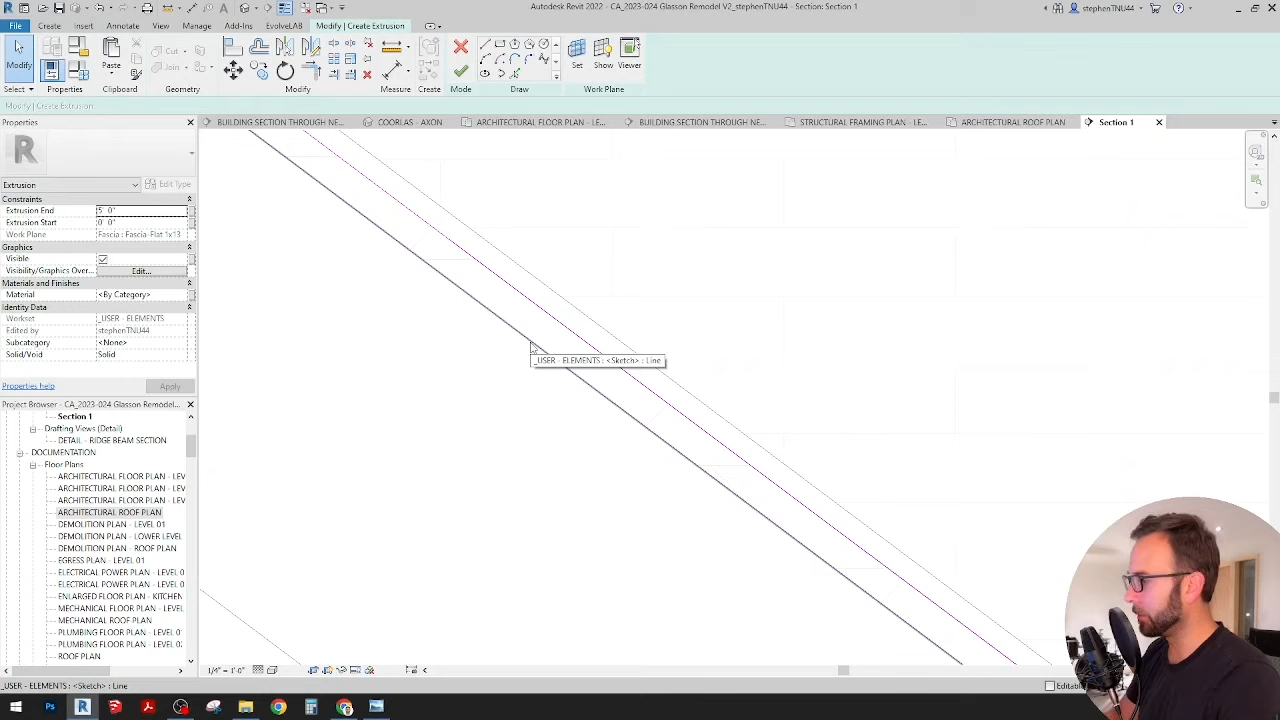 Autodesk Revit 2022 - CA_2023-024 Glasson Remodel V2_stephenTNU44 - Section: Section 1
stephenTNU44
File
Insert
View
Manage
Add-Ins
EvolveLAB
Modify | Create Extrusion
Modify
Paste
Cut
Join
Set
Show
Viewer
Select
Properties
Clipboard
Geometry
Modify
Measure
Create
Mode
Draw
Work Plane
Modify | Create Extrusion
Properties
BUILDING SECTION THROUGH NE...
COORLAS - AXON
ARCHITECTURAL FLOOR PLAN - LE...
BUILDING SECTION THROUGH NE...
STRUCTURAL FRAMING PLAN - LE...
ARCHITECTURAL ROOF PLAN
Section 1
Extrusion
Edit Type
Constraints
Extrusion End
5' 0"
Extrusion Start
0' 0"
Work Plane
Fascia : Fascia-Flat 1x13
Graphics
Visible
Visibility/Graphics Over...
Edit...
Materials and Finishes
Material
<By Category>
Identity Data
Workset
_USER - ELEMENTS
Edited by
stephenTNU44
Subcategory
<None>
Solid/Void
Solid
Properties help
Apply
_USER - ELEMENTS : <Sketch> : Line
Project Browser - CA_2023-024 Glasson Remodel...
Section 1
Drafting Views (Detail)
DETAIL - RIDGE BEAM SECTION
DOCUMENTATION
Floor Plans
ARCHITECTURAL FLOOR PLAN - LEV
ARCHITECTURAL FLOOR PLAN - LEV
ARCHITECTURAL FLOOR PLAN - LEV
ARCHITECTURAL ROOF PLAN
DEMOLITION PLAN - LEVEL 01
DEMOLITION PLAN - LOWER LEVEL
DEMOLITION PLAN - ROOF PLAN
EGRESS PLAN - LEVEL 01
ELECTRICAL POWER PLAN - LEVEL 0
ELECTRICAL POWER PLAN - LEVEL 0
ENLARGED FLOOR PLAN - KITCHEN
MECHANICAL FLOOR PLAN - LEVEL
MECHANICAL ROOF PLAN
PLUMBING FLOOR PLAN - LEVEL 0
PLUMBING FLOOR PLAN - LEVEL 0
ROOF PLAN
1/4" = 1'-0"
_USER - ELEMENTS : <Sketch> : Line